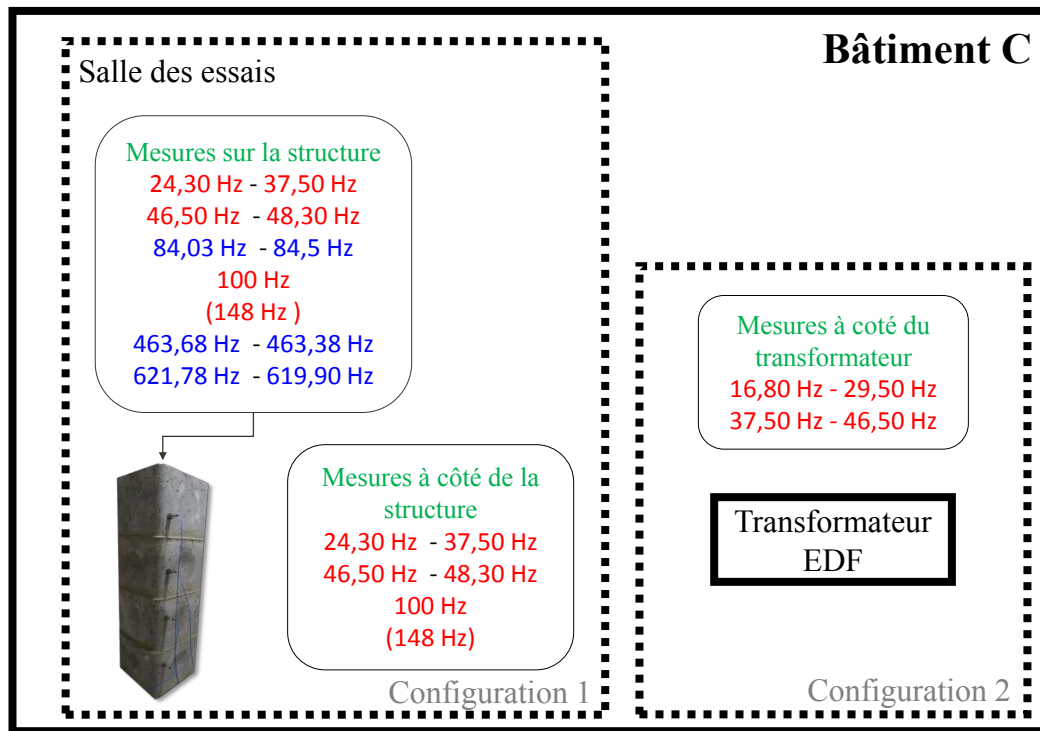 Bâtiment C
Salle des essais
Mesures sur la structure
24,30 Hz - 37,50 Hz
46,50 Hz - 48,30 Hz
84,03 Hz - 84,5 Hz
100 Hz
(148 Hz )
463,68 Hz - 463,38 Hz
621,78 Hz - 619,90 Hz
Mesures à côté de la
structure
24,30 Hz - 37,50 Hz
46,50 Hz - 48,30 Hz
100 Hz
(148 Hz)
Configuration 1
Mesures à coté du
transformateur
16,80 Hz - 29,50 Hz
37,50 Hz - 46,50 Hz
Transformateur
EDF
Configuration 2